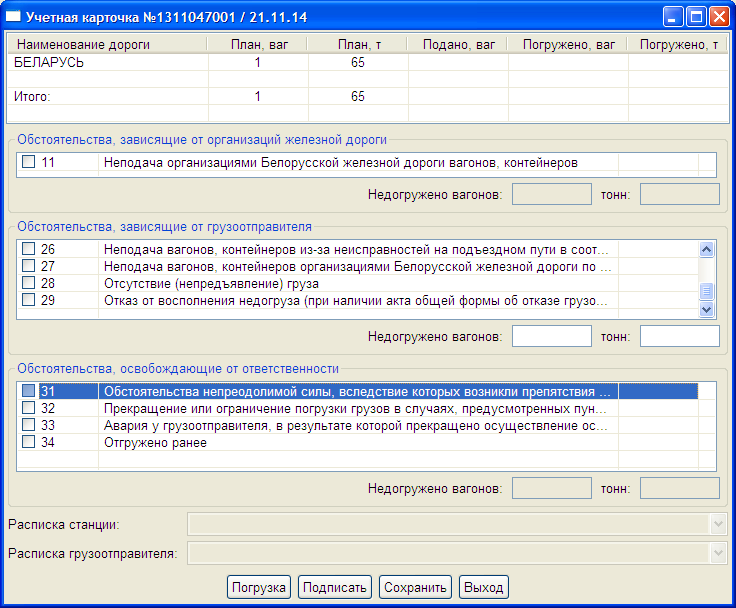 Учетная карточка №1311047001 / 21.11.14
Наименование дороги План, ваг План, т Подано, ваг Погружено, ваг Погружено, т
БЕЛАРУСЬ 1 65
Итого: 1 65
Обстоятельства, зависящие от организаций железной дороги
11 Неподача организациями Белорусской железной дороги вагонов, контейнеров
Недогружено вагонов: тонн:
Обстоятельства, зависящие от грузоотправителя
26 Неподача вагонов, контейнеров из-за неисправностей на подъездном пути в соот...
27 Неподача вагонов, контейнеров организациями Белорусской железной дороги по ...
28 Отсутствие (непредъявление) груза
29 Отказ от восполнения недогруза (при наличии акта общей формы об отказе грузо...
Недогружено вагонов: тонн:
Обстоятельства, освобождающие от ответственности
31 Обстоятельства непреодолимой силы, вследствие которых возникли препятствия ...
32 Прекращение или ограничение погрузки грузов в случаях, предусмотренных пун...
33 Авария у грузоотправителя, в результате которой прекращено осуществление ос...
34 Отгружено ранее
Недогружено вагонов: тонн:
Расписка станции:
Расписка грузоотправителя:
Погрузка Подписать Сохранить Выход